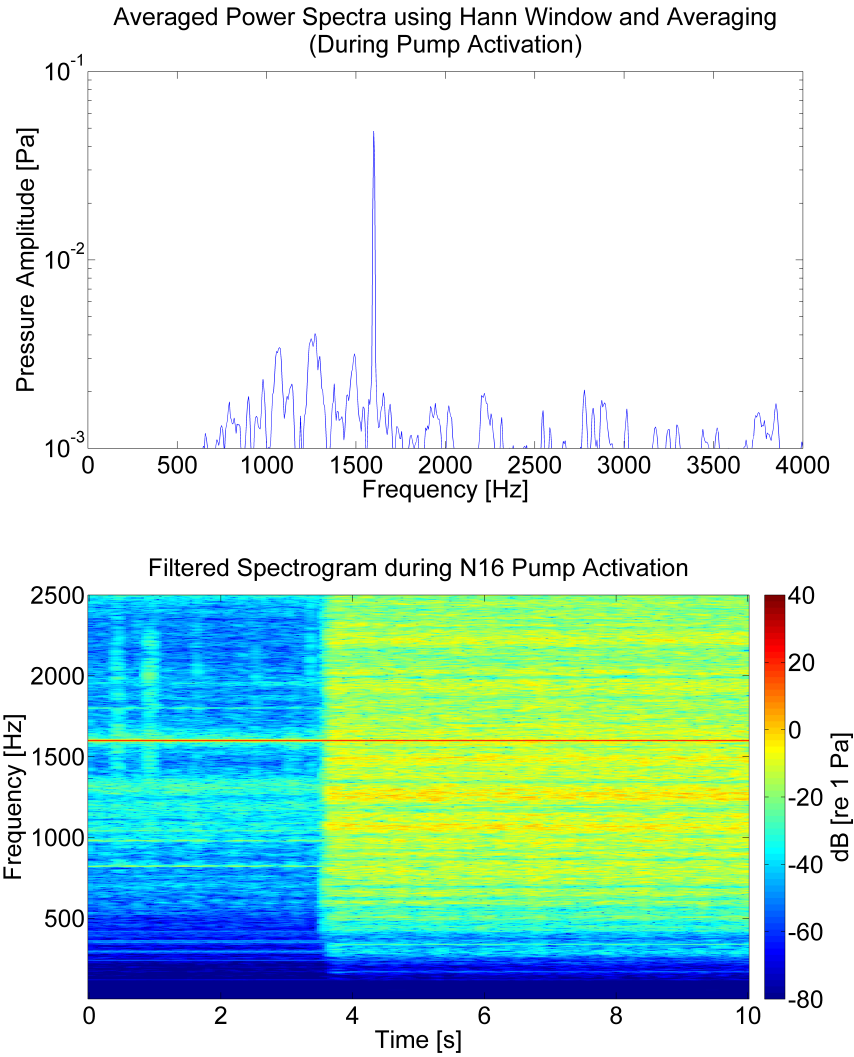 Averaged Power Spectra using Hann Window and Averaging
(During Pump Activation)
10-1
10-2
10-3
Pressure Amplitude [Pa]
0 500 1000 1500 2000 2500 3000 3500 4000
Frequency [Hz]
Filtered Spectrogram during N16 Pump Activation
2500
2000
1500
1000
500
Frequency [Hz]
0 2 4 6 8 10
Time [s]
40
20
0
-20
-40
-60
-80
dB [re 1 Pa]